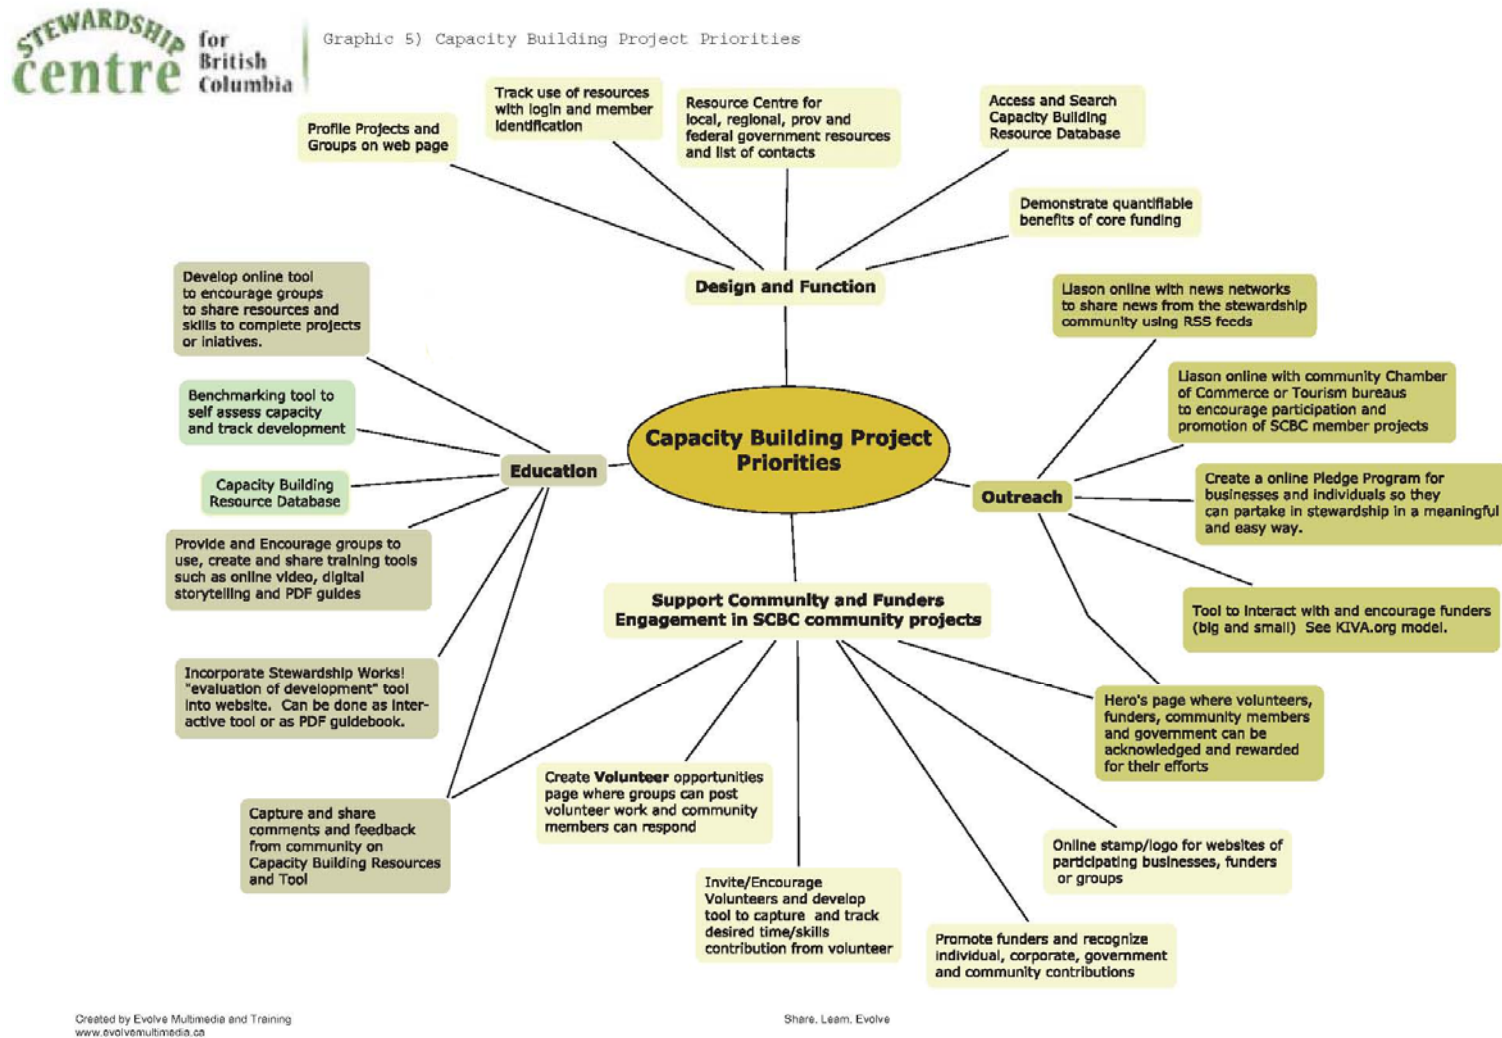 STEWARDSHIP
centre
for
British
Columbia
Graphic 5) Capacity Building Project Priorities
Profile Projects and
Groups on web page
Track use of resources
with login and member
identification
Resource Centre for
local, regional, prov and
federal government resources
and list of contacts
Access and Search
Capacity Building
Resource Database
Demonstrate quantifiable
benefits of core funding
Design and Function
Develop online tool
to encourage groups
to share resources and
skills to complete projects
or iniatives.
Benchmarking tool to
self assess capacity
and track development
Capacity Building
Resource Database
Education
Provide and Encourage groups to
use, create and share training tools
such as online video, digital
storytelling and PDF guides
Incorporate Stewardship Works!
"evaluation of development" tool
into website.  Can be done as inter-
active tool or as PDF guidebook.
Capture and share
comments and feedback
from community on
Capacity Building Resources
and Tool
Capacity Building Project
Priorities
Liason online with news networks
to share news from the stewardship
community using RSS feeds
Liason online with community Chamber
of Commerce or Tourism bureaus
to encourage participation and
promotion of SCBC member projects
Outreach
Create a online Pledge Program for
businesses and individuals so they
can partake in stewardship in a meaningful
and easy way.
Tool to interact with and encourage funders
(big and small)  See KIVA.org model.
Hero's page where volunteers,
funders, community members
and government can be
acknowledged and rewarded
for their efforts
Support Community and Funders
Engagement in SCBC community projects
Create Volunteer opportunities
page where groups can post
volunteer work and community
members can respond
Invite/Encourage
Volunteers and develop
tool to capture  and track
desired time/skills
contribution from volunteer
Promote funders and recognize
individual, corporate, government
and community contributions
Online stamp/logo for websites of
participating businesses, funders
or groups
Created by Evolve Multimedia and Training
www.evolvemultimedia.ca
Share. Learn. Evolve